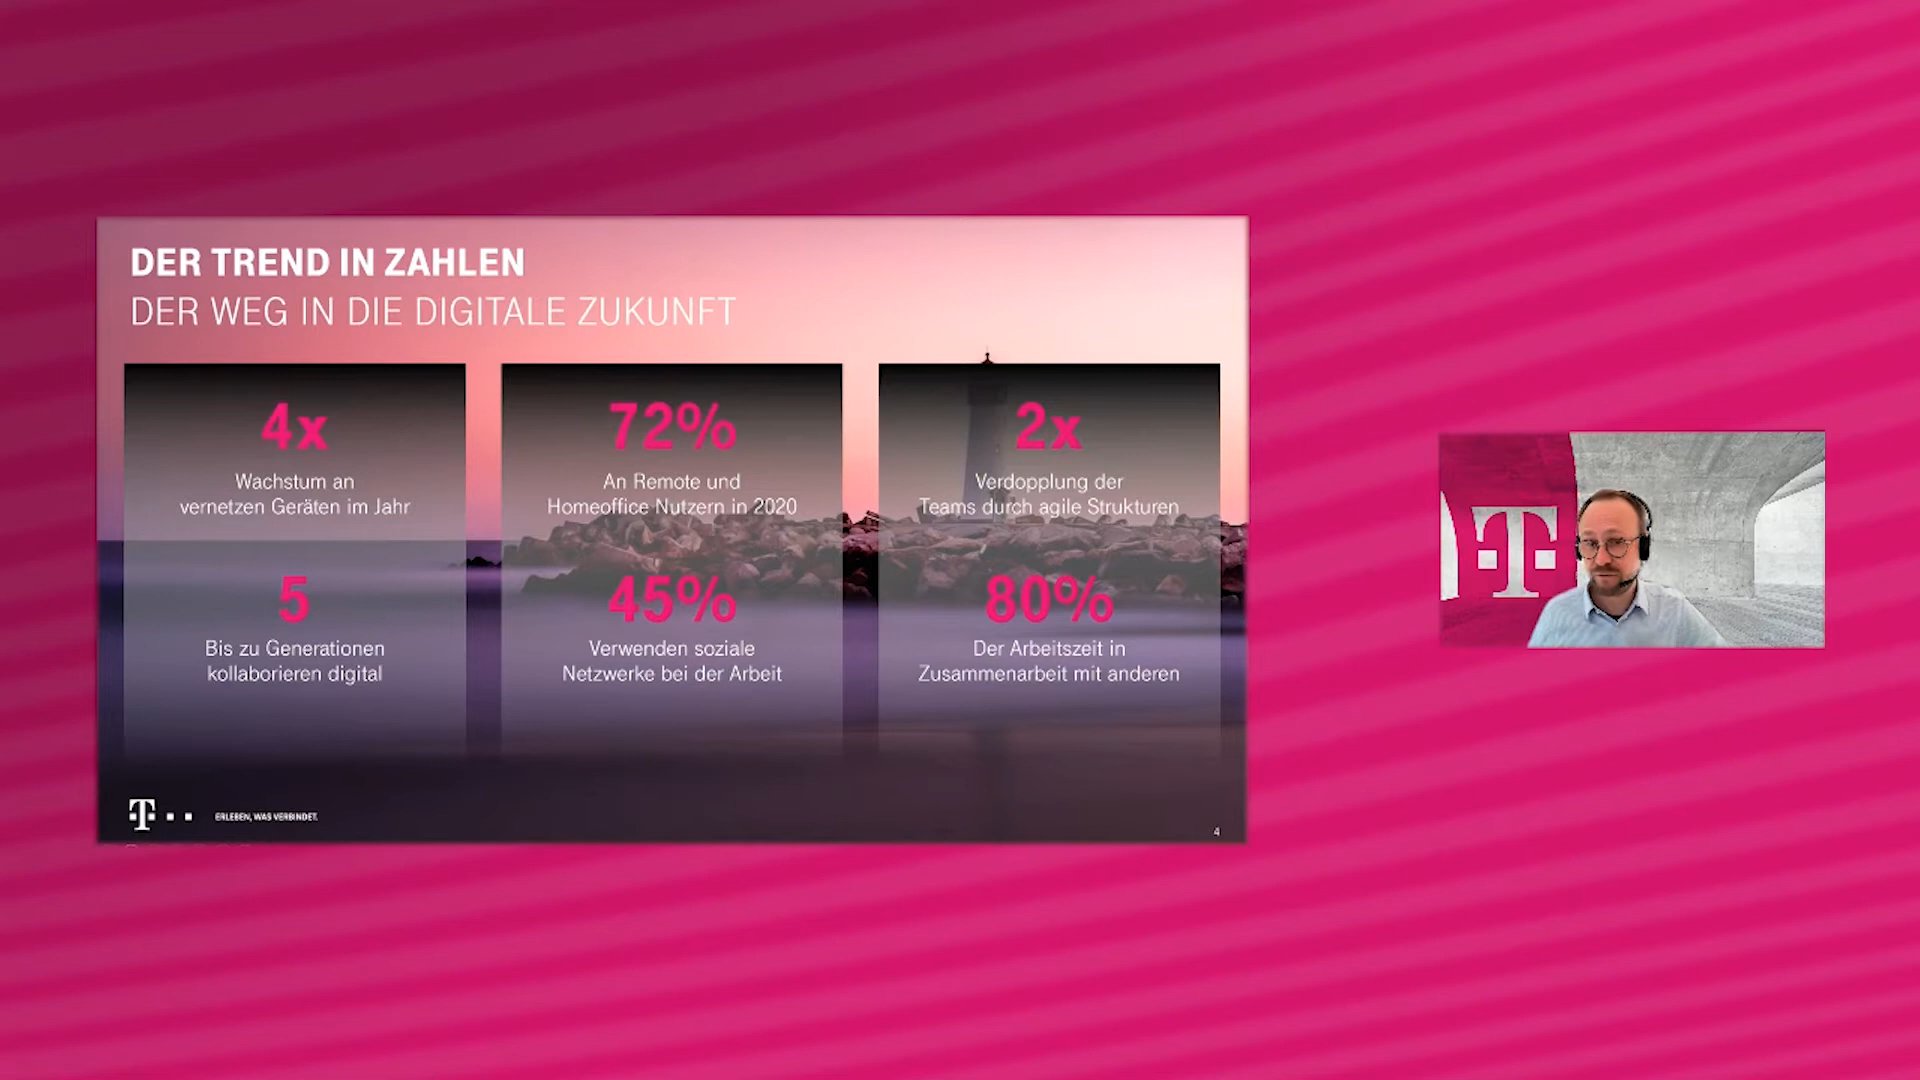 DER TREND IN ZAHLEN
DER WEG IN DIE DIGITALE ZUKUNFT
4x
Wachstum an
vernetzen Geräten im Jahr
72%
An Remote und
Homeoffice Nutzern in 2020
2x
Verdopplung der
Teams durch agile Strukturen
5
Bis zu Generationen
kollaborieren digital
45%
Verwenden soziale
Netzwerke bei der Arbeit
80%
Der Arbeitszeit in
Zusammenarbeit mit anderen
T
ERLEBEN, WAS VERBINDET.
4
T